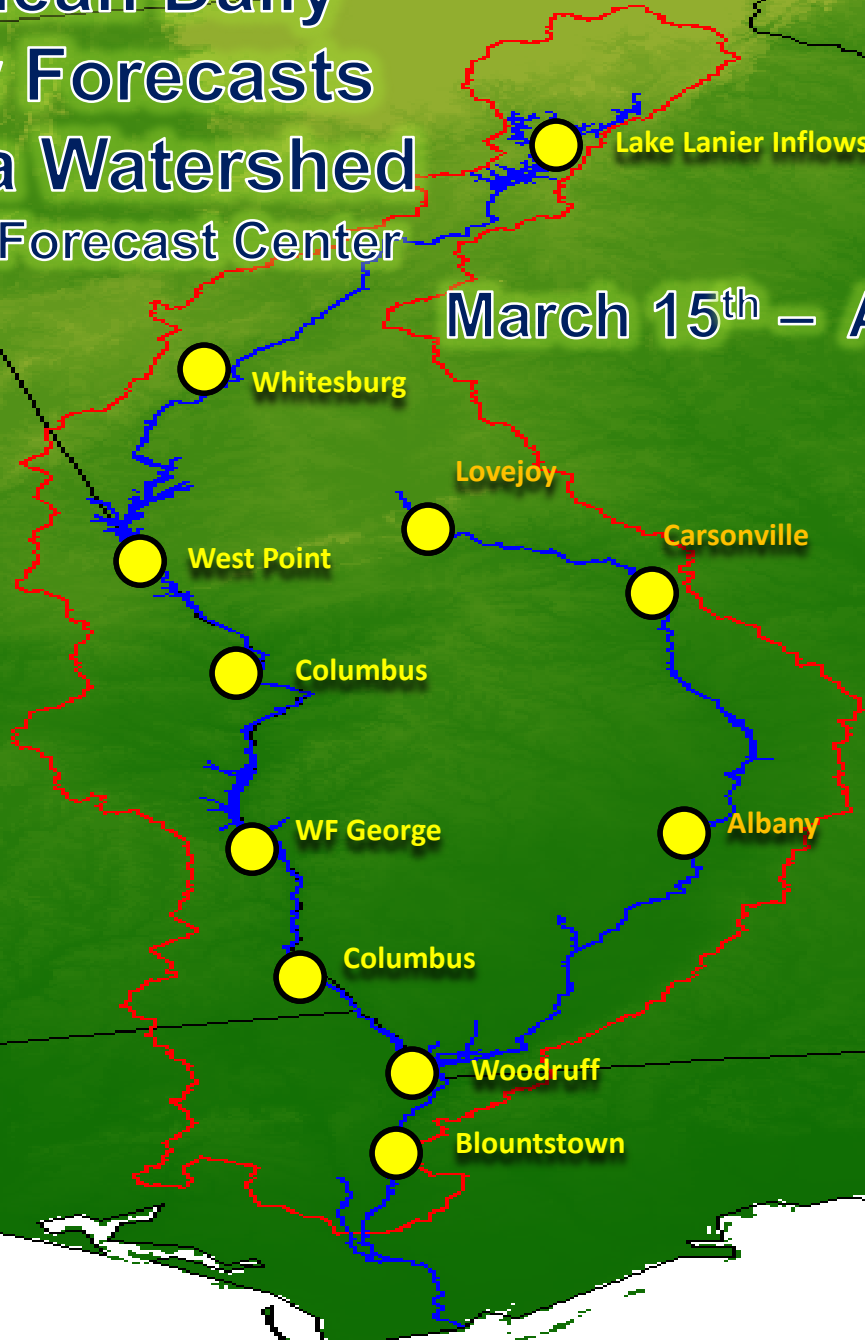 Forecasts
Watershed
Forecast Center
Lake Lanier Inflows
March 15th –
Whitesburg
Lovejoy
Carsonville
West Point
Columbus
Albany
WF George
Columbus
Woodruff
Blountstown